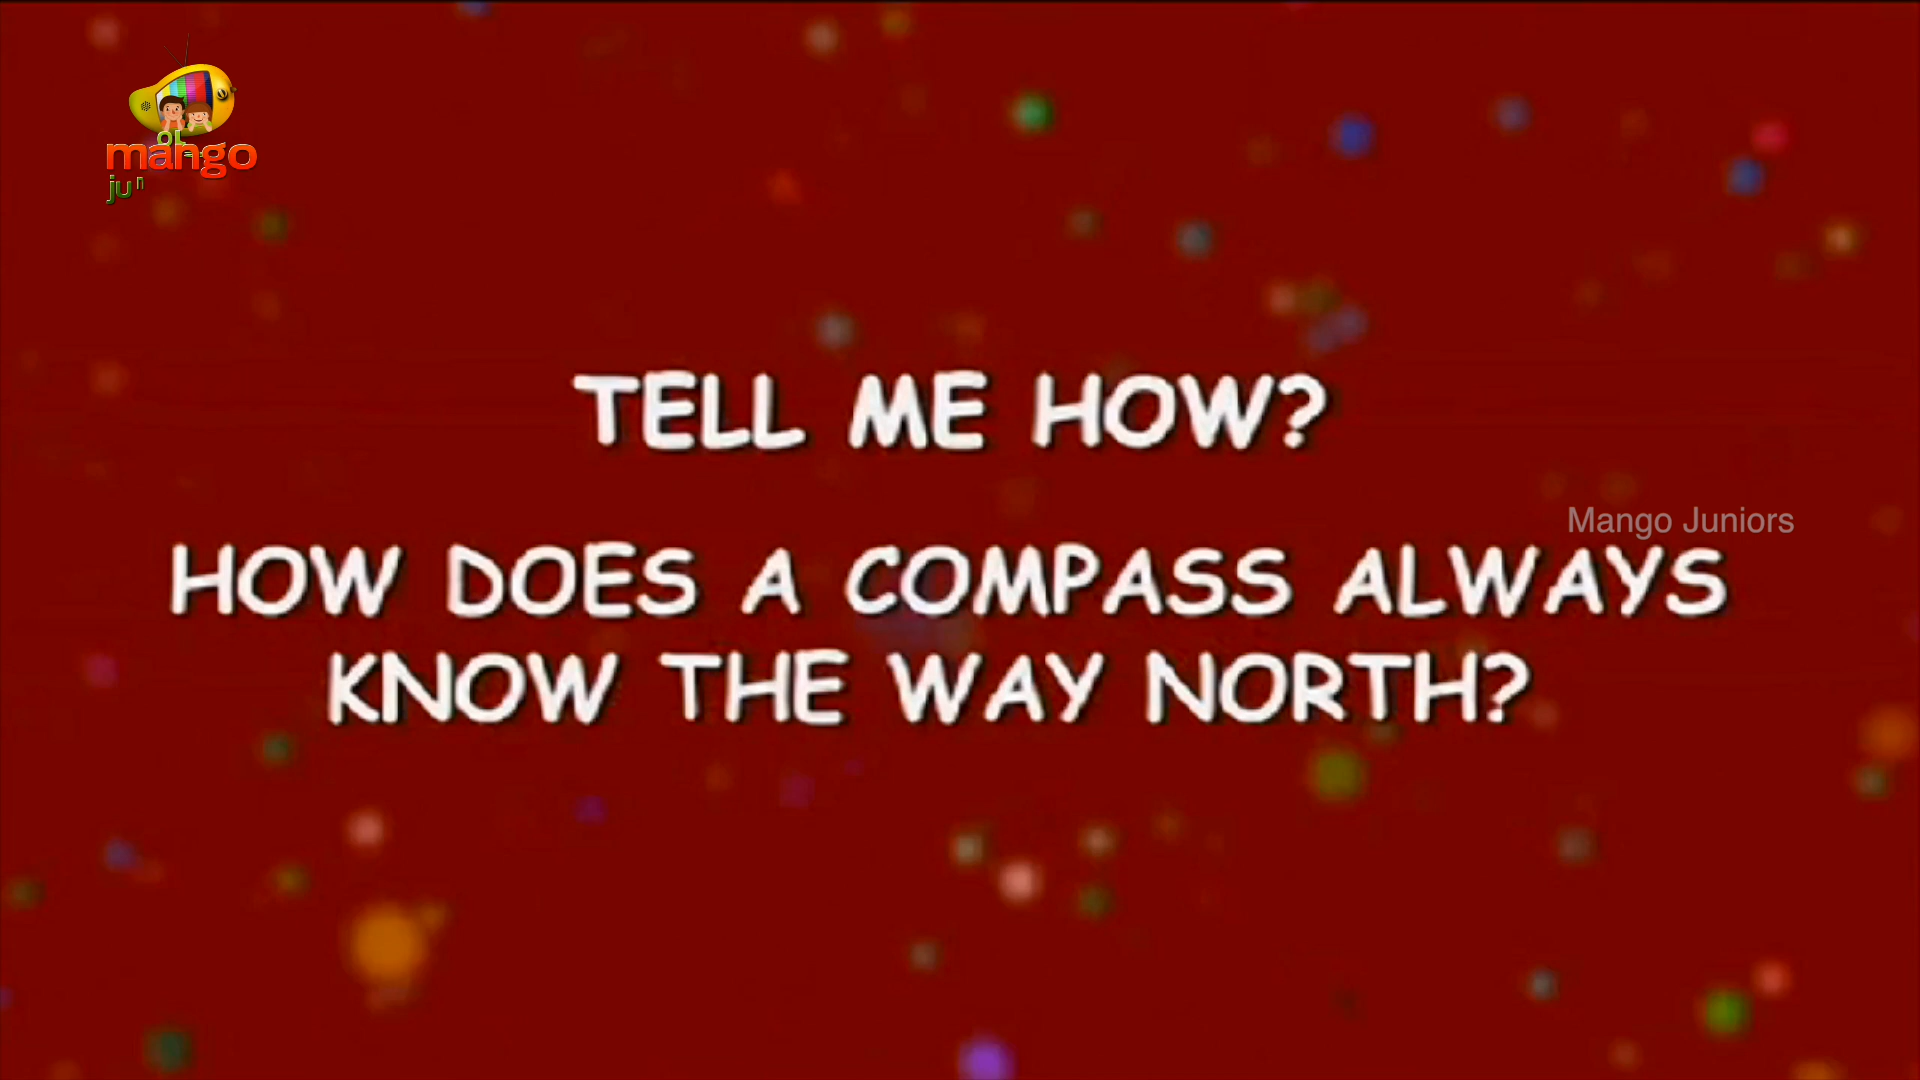 mango
TELL ME HOW?
Mango Juniors
HOW DOES A COMPASS ALWAYS
KNOW THE WAY NORTH?